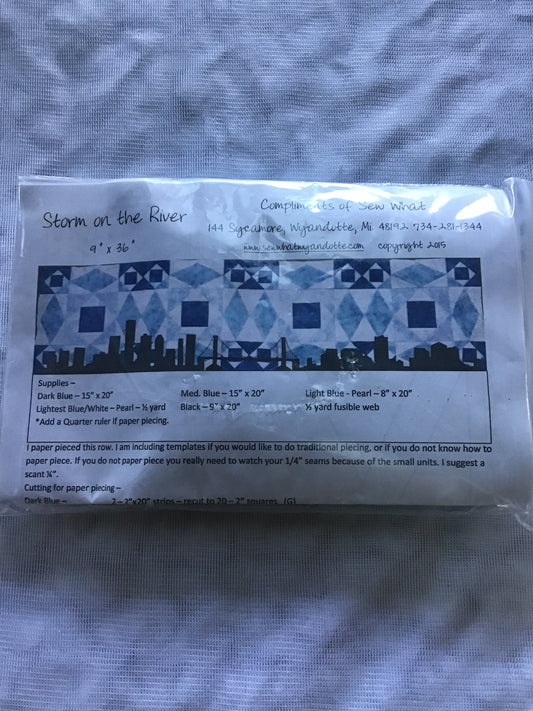 Storm on the River
9" x 36"
Compliments of Sew What
144 Sycamore, Wyandotte, Mi. 48192 734-281-1344
www.sewwhatwyandotte.com copyright 2015
Supplies –
Dark Blue – 15" x 20" Med. Blue – 15" x 20" Light Blue - Pearl – 8" x 20"
Lightest Blue/White – Pearl – ½ yard Black – 9" x 20" ½ yard fusible web
*Add a Quarter ruler if paper piecing.
I paper pieced this row. I am including templates if you would like to do traditional piecing, or if you do not know how to
paper piece. If you do not paper piece you really need to watch your 1/4" seams because of the small units. I suggest a
scant ¼".
Cutting for paper piecing –
Dark Blue – 2 – 2"x20" strips – recut to 20 – 2" squares (G)